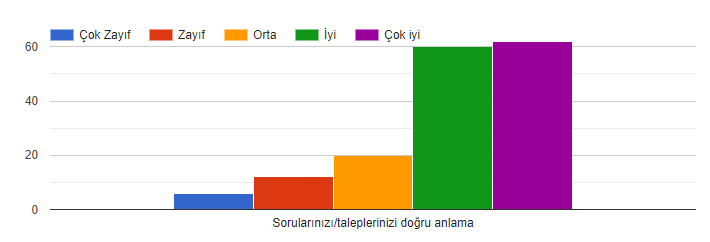 Çok Zayıf Zayıf Orta İyi Çok iyi
60
40
20
0
Sorularınızı/taleplerinizi doğru anlama